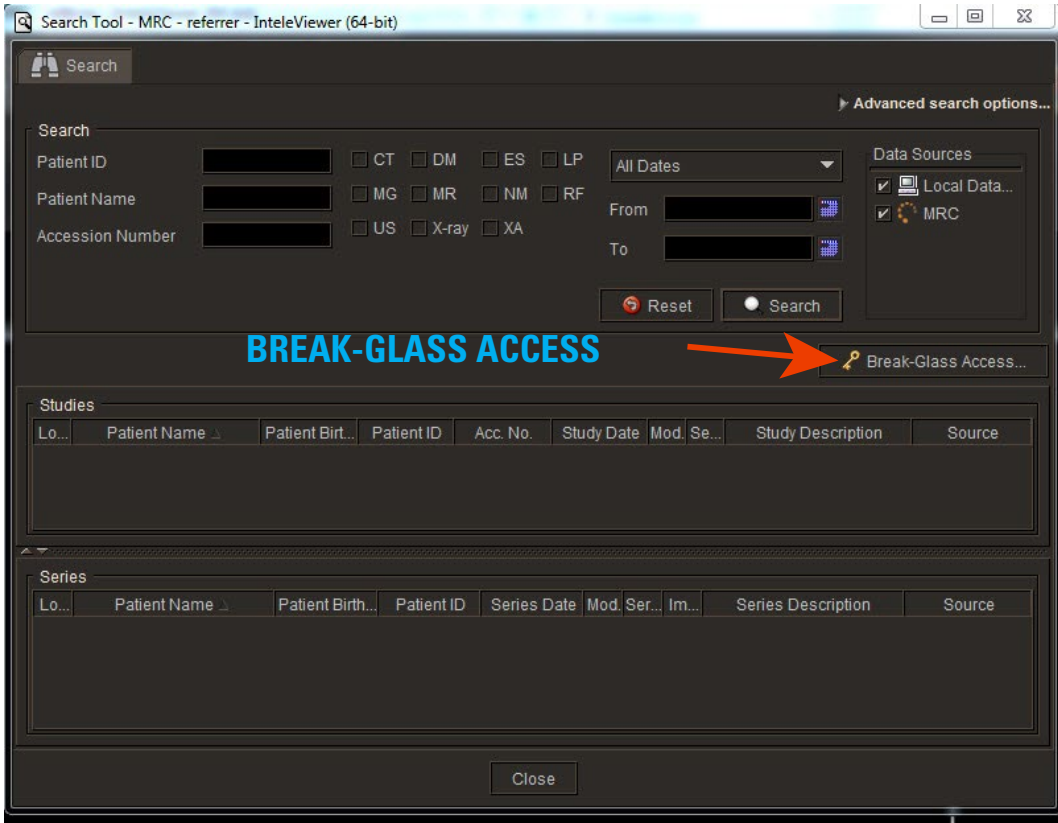 Search Tool - MRC - referrer - InteleViewer (64-bit)
Search
Advanced search options...
Search
Patient ID
CT DM ES LP
All Dates
Data Sources
Local Data...
Patient Name
MG MR NM RF
From
MRC
Accession Number
US X-ray XA
To
Reset Search
BREAK-GLASS ACCESS
Break-Glass Access...
Studies
Lo... Patient Name Patient Birt... Patient ID Acc. No. Study Date Mod. Se... Study Description Source
Series
Lo... Patient Name Patient Birth... Patient ID Series Date Mod. Ser... Im... Series Description Source
Close